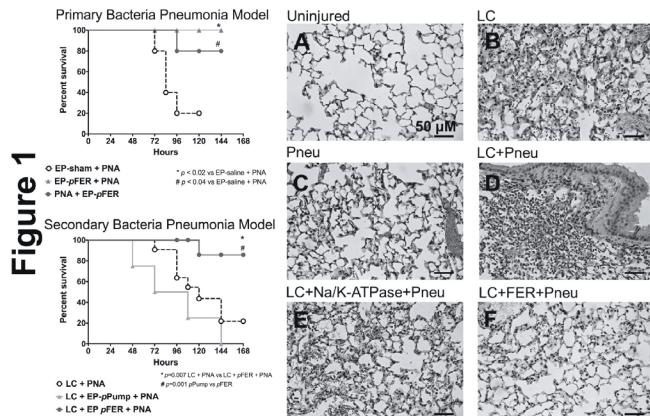 Figure 1
Primary Bacteria Pneumonia Model
Percent survival
100
80
60
40
20
0
0 24 48 72 96 120 144 168
Hours
*
#
EP-sham + PNA
EP-pFER + PNA
PNA + EP-pFER
* p < 0.02 vs EP-saline + PNA
# p < 0.04 vs EP-saline + PNA
Secondary Bacteria Pneumonia Model
Percent survival
100
80
60
40
20
0
0 24 48 72 96 120 144 168
Hours
*
#
* p=0.007 LC + PNA vs LC + pFER + PNA
# p=0.001 pPump vs pFER
LC + PNA
LC + EP-pPump + PNA
LC + EP pFER + PNA
Uninjured
A
50 µM
LC
B
Pneu
C
LC+Pneu
D
LC+Na/K-ATPase+Pneu
E
LC+FER+Pneu
F